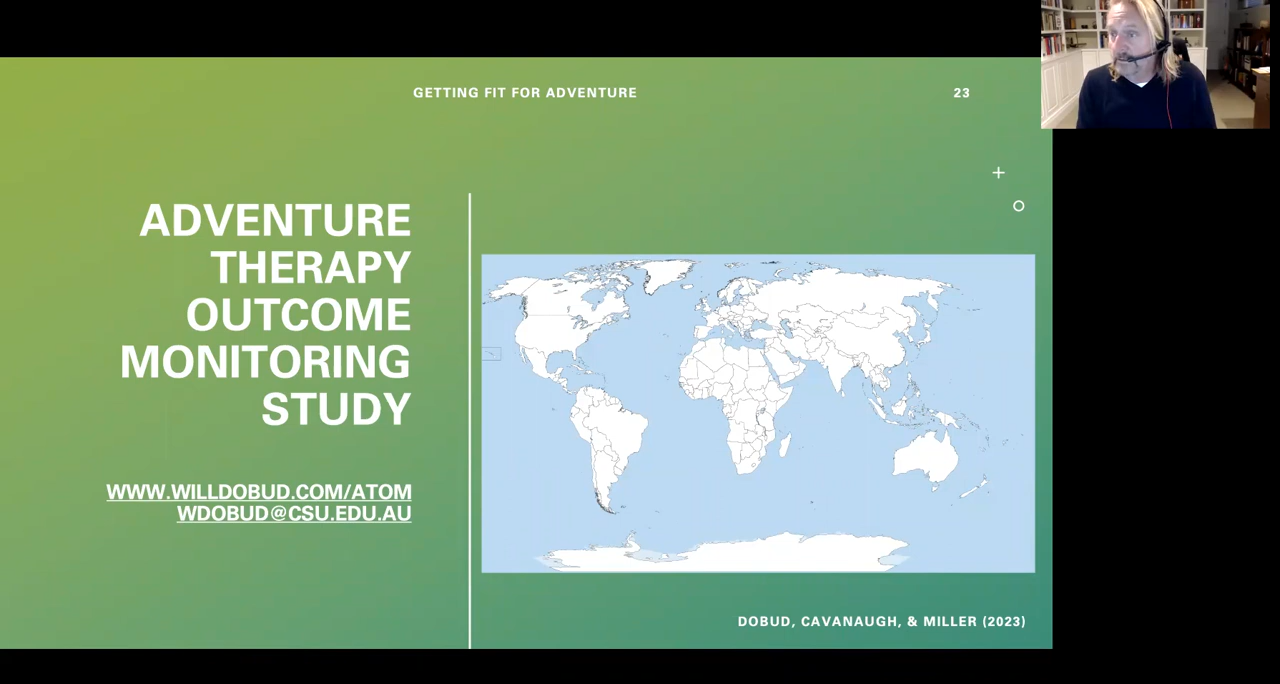 GETTING FIT FOR ADVENTURE
23
ADVENTURE
THERAPY
OUTCOME
MONITORING
STUDY
WWW.WILLDOBUD.COM/ATOM
WDOBUD@CSU.EDU.AU
DOBUD, CAVANAUGH, & MILLER (2023)